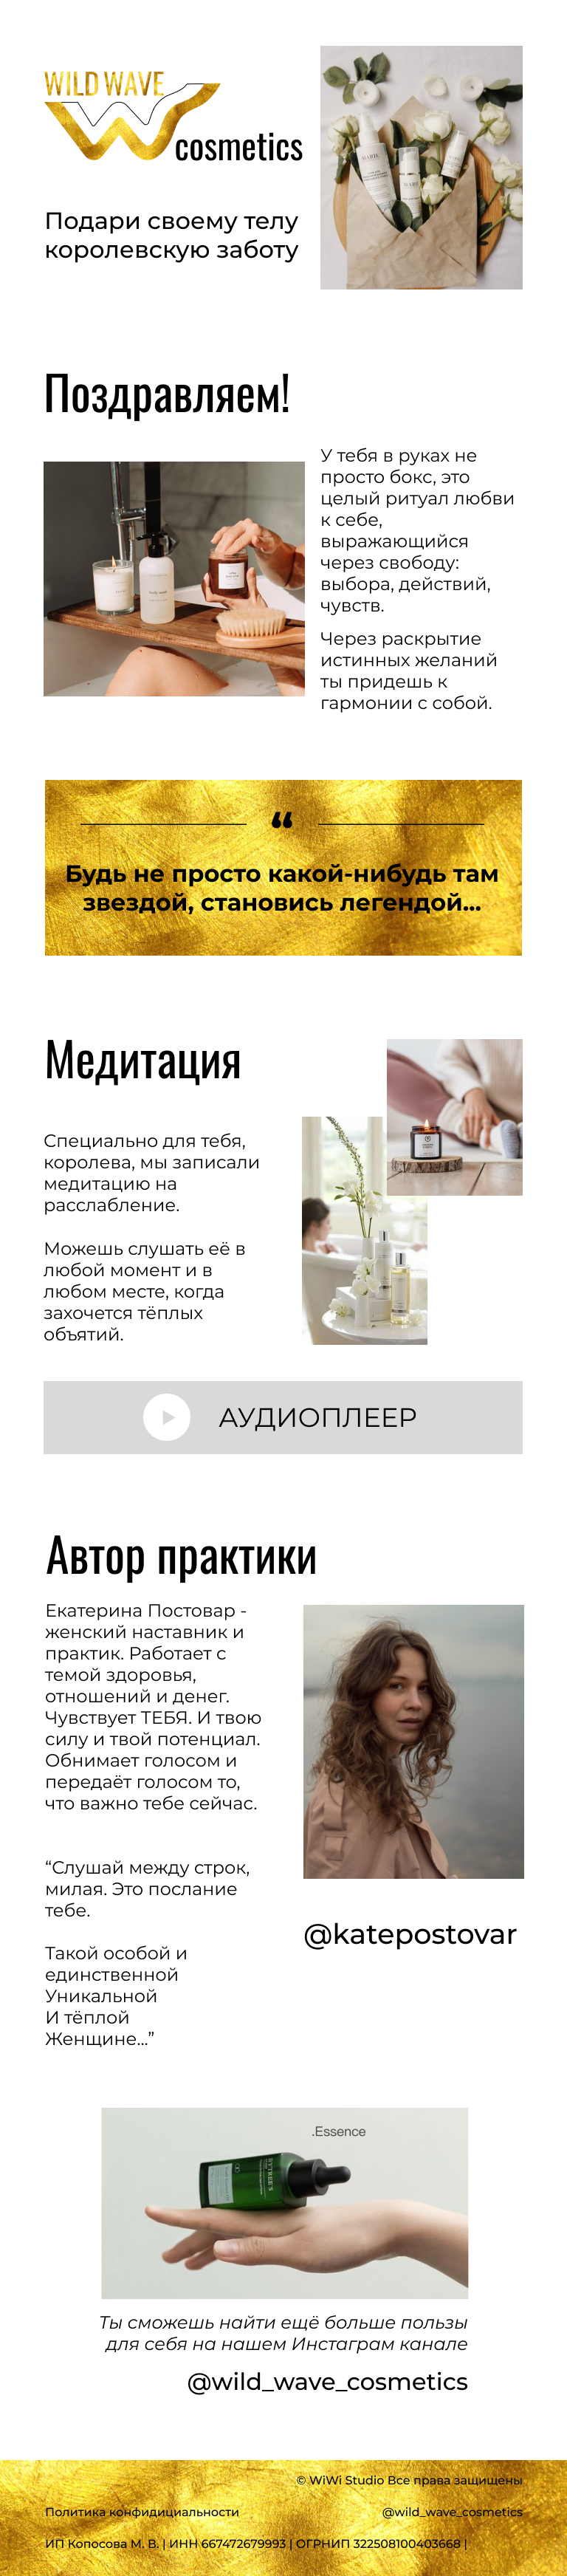 WILD WAVE
cosmetics
Подари своему телу
королевскую заботу
Поздравляем!
У тебя в руках не
просто бокс, это
целый ритуал любви
к себе,
выражающийся
через свободу:
выбора, действий,
чувств.
Через раскрытие
истинных желаний
ты придешь к
гармонии с собой.
“
Будь не просто какой-нибудь там
звездой, становись легендой...
Медитация
Специально для тебя,
королева, мы записали
медитацию на
расслабление.
Можешь слушать её в
любой момент и в
любом месте, когда
захочется тёплых
объятий.
АУДИОПЛЕЕР
Автор практики
Екатерина Постовар -
женский наставник и
практик. Работает с
темой здоровья,
отношений и денег.
Чувствует ТЕБЯ. И твою
силу и твой потенциал.
Обнимает голосом и
передаёт голосом то,
что важно тебе сейчас.
“Слушай между строк,
милая. Это послание
тебе.
Такой особой и
единственной
Уникальной
И тёплой
Женщине...”
@katepostovar
.Essence
Ты сможешь найти ещё больше пользы
для себя на нашем Инстаграм канале
@wild_wave_cosmetics
© WiWi Studio Все права защищены
Политика конфидициальности
@wild_wave_cosmetics
ИП Копосова М. В. | ИНН 667472679993 | ОГРНИП 322508100403668 |